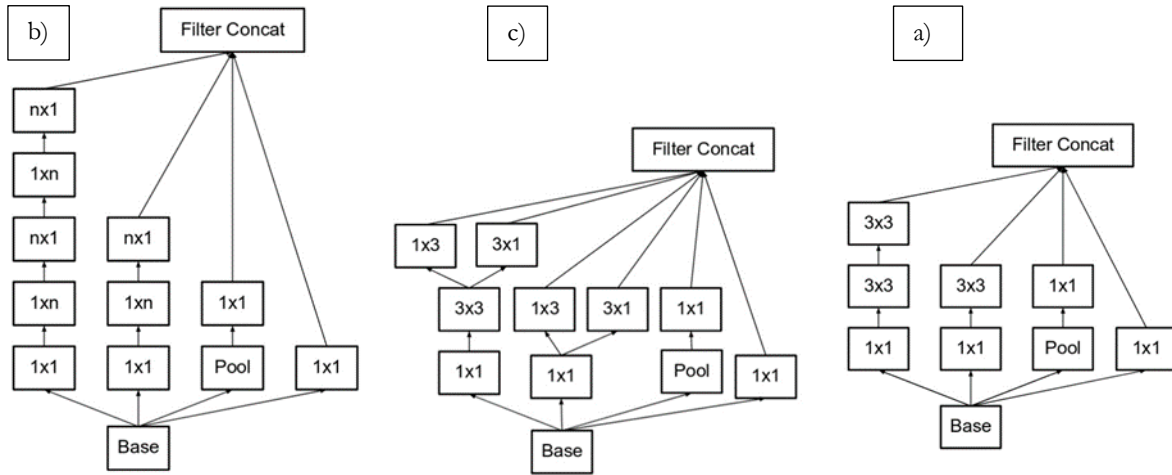 b)
Filter Concat
nx1
1xn
nx1
nx1
1xn
1xn
1x1
1x1
1x1
Pool
1x1
Base
c)
Filter Concat
1x3
3x1
3x3
1x3
3x1
1x1
1x1
1x1
Pool
1x1
Base
a)
Filter Concat
3x3
3x3
3x3
1x1
1x1
1x1
Pool
1x1
Base